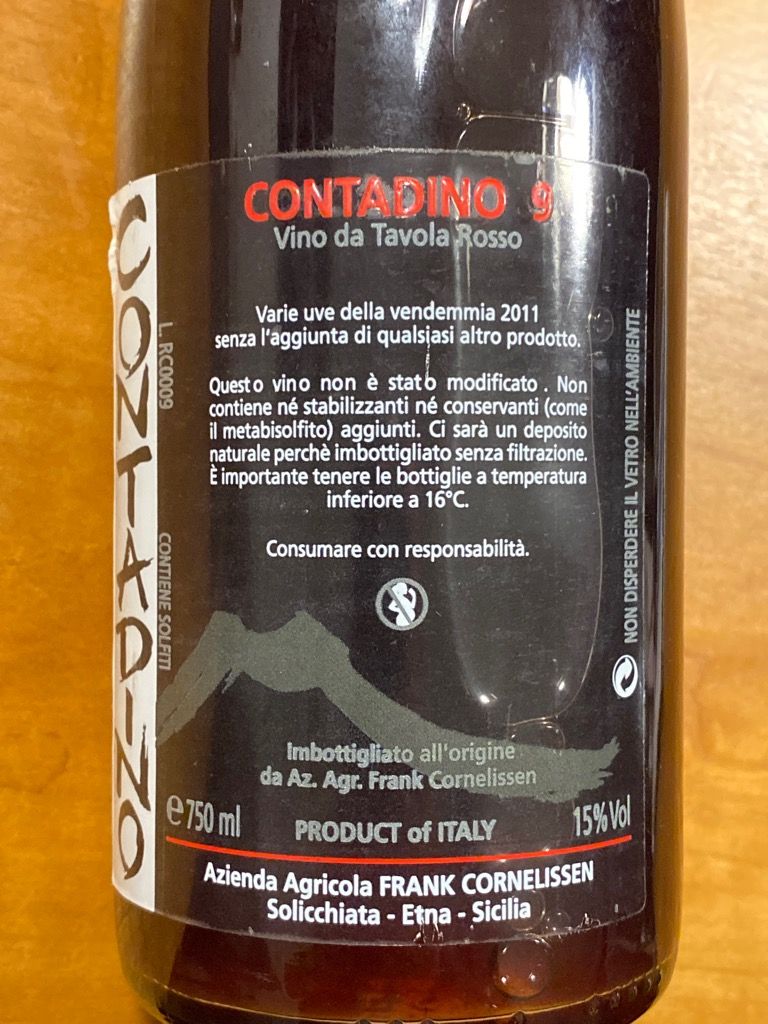 CONTADINO 9
Vino da Tavola Rosso
Varie uve della vendemmia 2011
senza l'aggiunta di qualsiasi altro prodotto.
Questo vino non è stato modificato. Non
contiene né stabilizzanti né conservanti (come
il metabisolfito) aggiunti. Ci sarà un deposito
naturale perchè imbottigliato senza filtrazione.
È importante tenere le bottiglie a temperatura
inferiore a 16°C.
Consumare con responsabilità.
Imbottigliato all'origine
da Az. Agr. Frank Cornelissen
e 750 ml
PRODUCT of ITALY
15%Vol
Azienda Agricola FRANK CORNELISSEN
Solicchiata - Etna - Sicilia
CONTADINO
L. RC0009
CONTIENE SOLFITI
NON DISPERDERE IL VETRO NELL'AMBIENTE